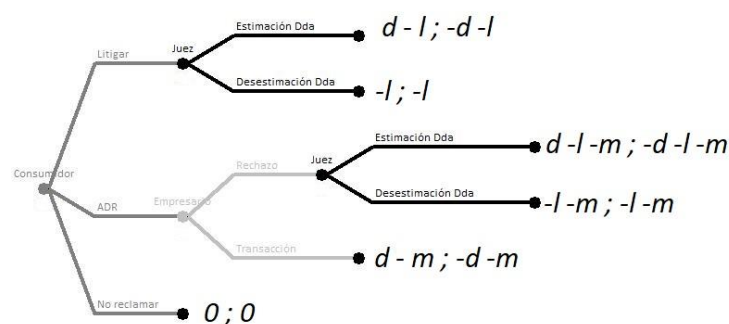 Estimación Dda
d - l ; -d -l
Litigar
Juez
Desestimación Dda
-l ; -l
Estimación Dda
d -l -m ; -d -l -m
Rechazo
Juez
Consumidor
Desestimación Dda
-l -m ; -l -m
ADR
Empresario
Transacción
d - m ; -d -m
No reclamar
0 ; 0